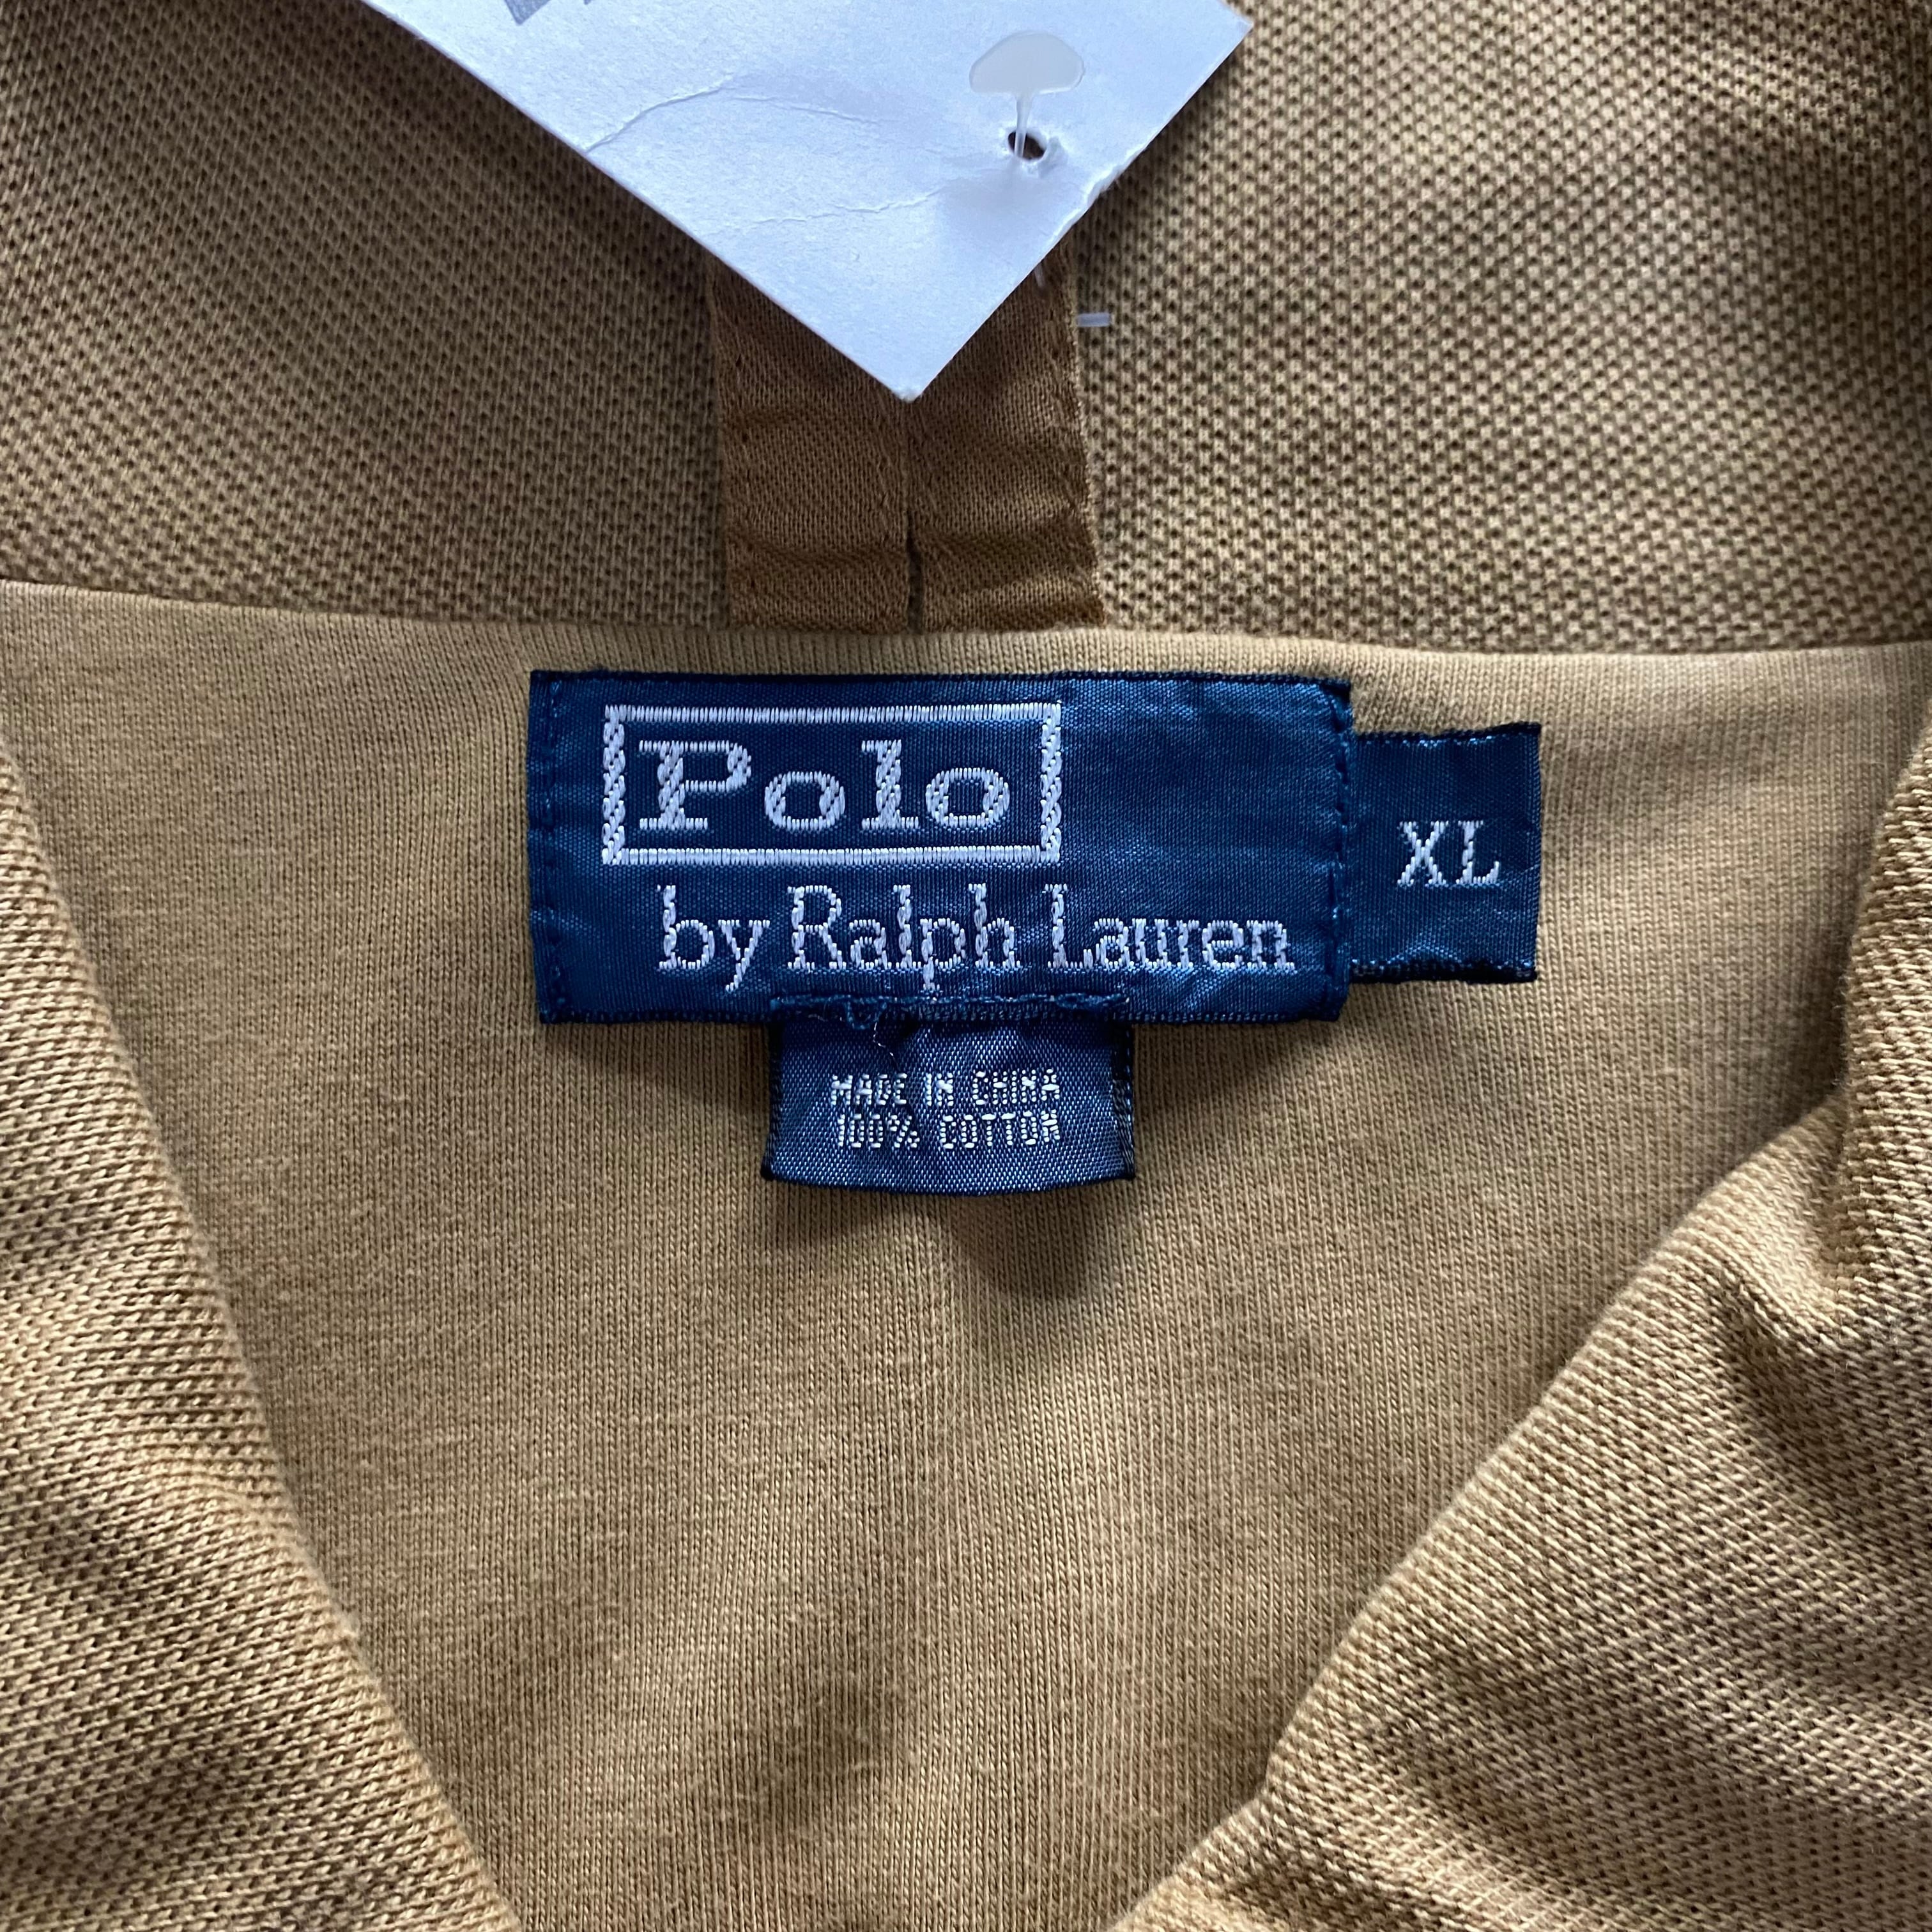 Polo
by Ralph Lauren
XL
MADE IN CHINA
100% COTTON